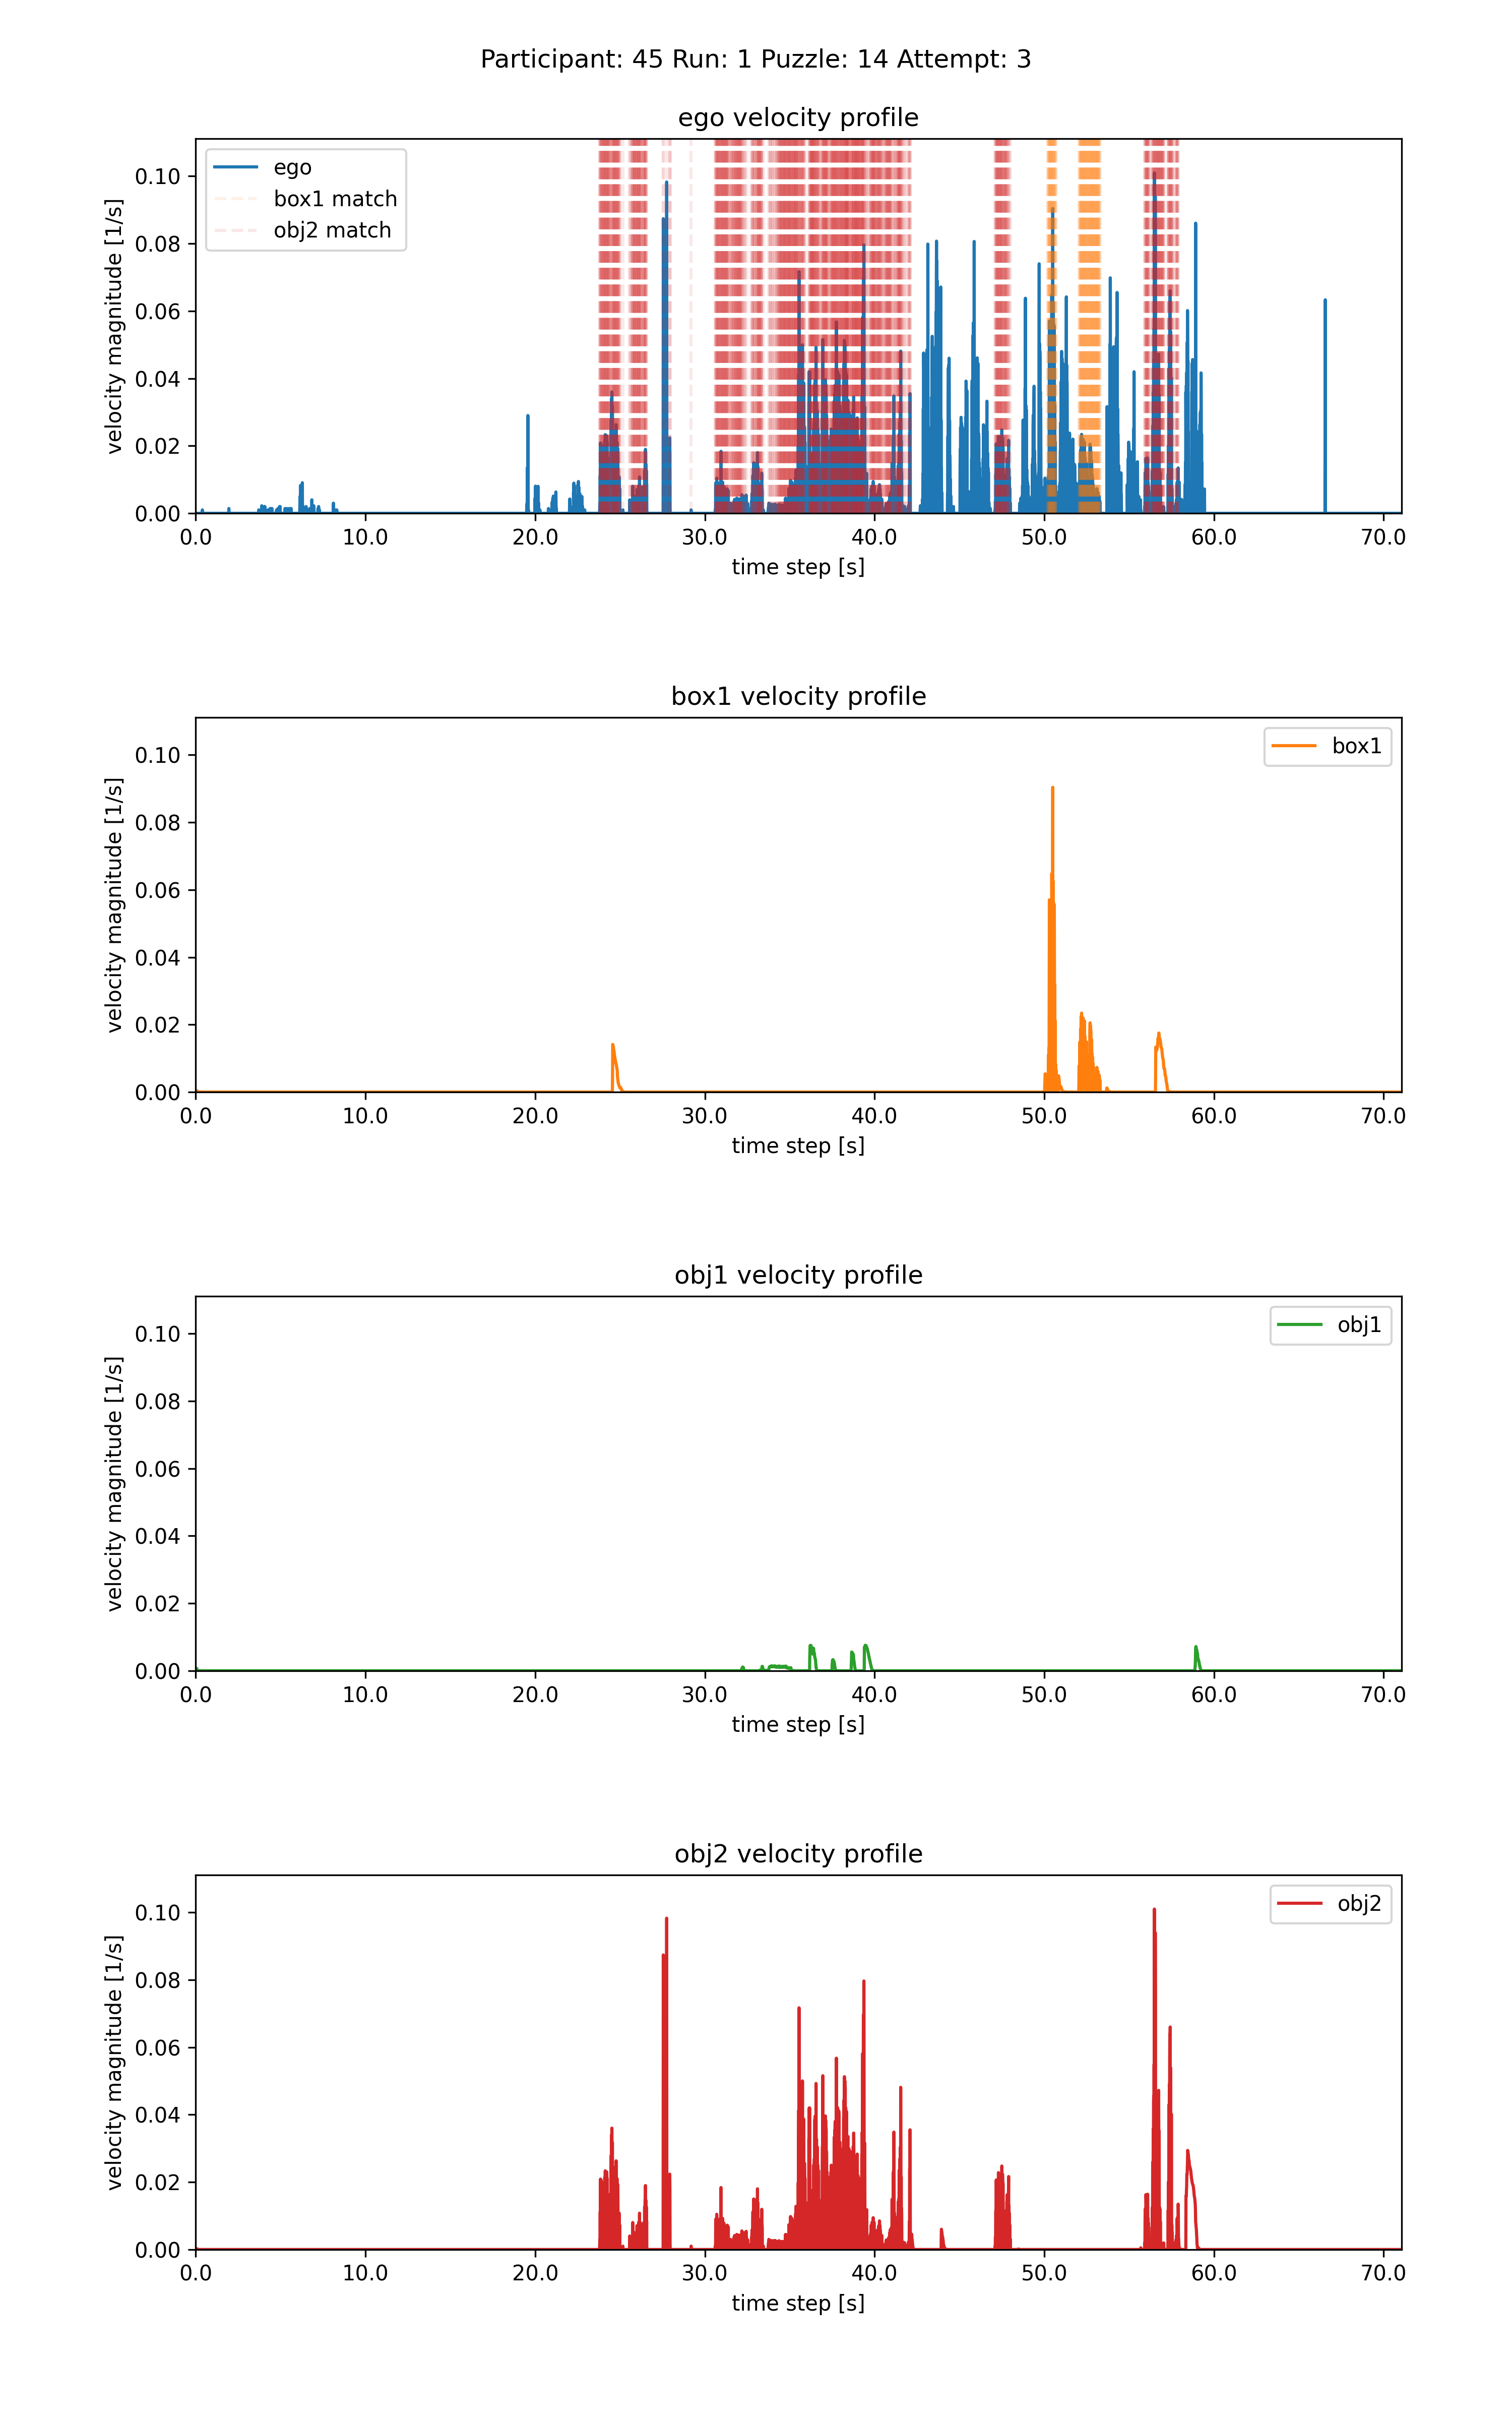 Participant: 45 Run: 1 Puzzle: 14 Attempt: 3
ego velocity profile
velocity magnitude [1/s]
0.10
0.08
0.06
0.04
0.02
0.00
ego
box1 match
obj2 match
0.0 10.0 20.0 30.0 40.0 50.0 60.0 70.0
time step [s]
box1 velocity profile
velocity magnitude [1/s]
0.10
0.08
0.06
0.04
0.02
0.00
box1
0.0 10.0 20.0 30.0 40.0 50.0 60.0 70.0
time step [s]
obj1 velocity profile
velocity magnitude [1/s]
0.10
0.08
0.06
0.04
0.02
0.00
obj1
0.0 10.0 20.0 30.0 40.0 50.0 60.0 70.0
time step [s]
obj2 velocity profile
velocity magnitude [1/s]
0.10
0.08
0.06
0.04
0.02
0.00
obj2
0.0 10.0 20.0 30.0 40.0 50.0 60.0 70.0
time step [s]